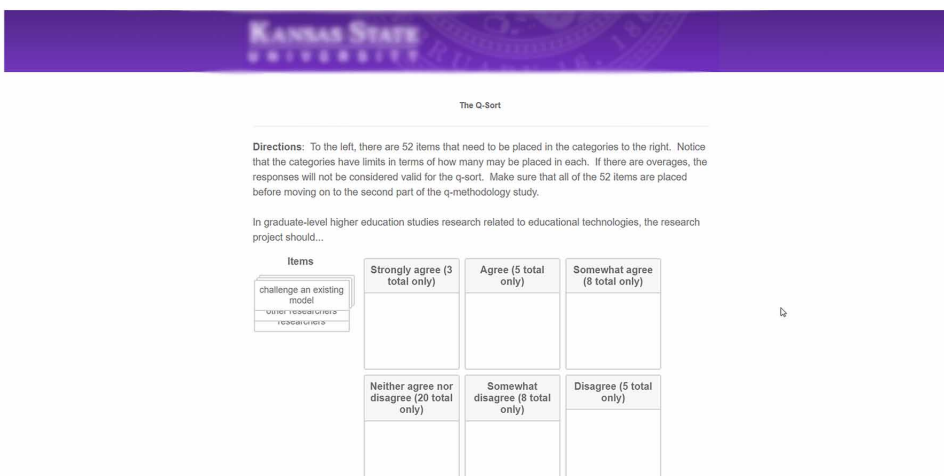 KANSAS STATE
UNIVERSITY
The Q-Sort
Directions: To the left, there are 52 items that need to be placed in the categories to the right. Notice
that the categories have limits in terms of how many may be placed in each. If there are overages, the
responses will not be considered valid for the q-sort. Make sure that all of the 52 items are placed
before moving on to the second part of the q-methodology study.
In graduate-level higher education studies research related to educational technologies, the research
project should...
Items
challenge an existing
model
other researchers
researchers
Strongly agree (3
total only)
Agree (5 total
only)
Somewhat agree
(8 total only)
Neither agree nor
disagree (20 total
only)
Somewhat
disagree (8 total
only)
Disagree (5 total
only)